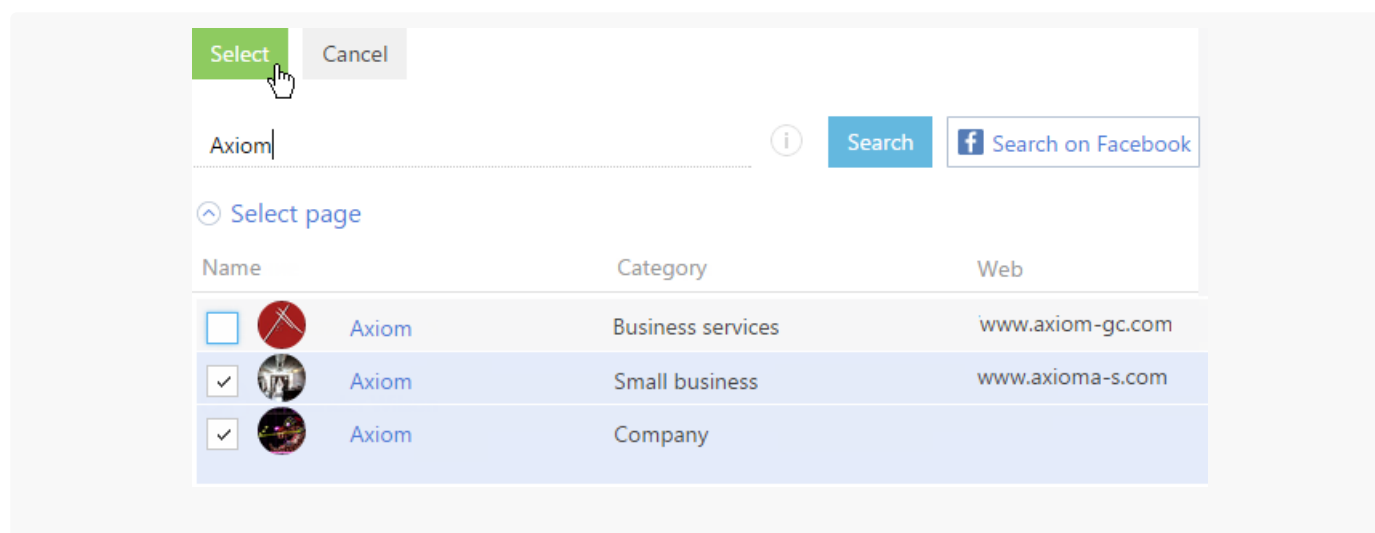 Select Cancel
Axiom i Search f Search on Facebook
Select page
Name Category Web
Axiom Business services www.axiom-gc.com
Axiom Small business www.axioma-s.com
Axiom Company